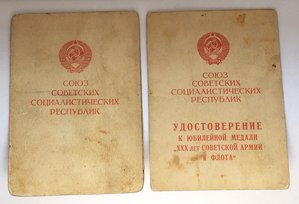 СОЮЗ
СОВЕТСКИХ
СОЦИАЛИСТИЧЕСКИХ
РЕСПУБЛИК
СОЮЗ
СОВЕТСКИХ
СОЦИАЛИСТИЧЕСКИХ
РЕСПУБЛИК
УДОСТОВЕРЕНИЕ
К ЮБИЛЕЙНОЙ МЕДАЛИ
„XXX ЛЕТ СОВЕТСКОЙ АРМИИ
И ФЛОТА“